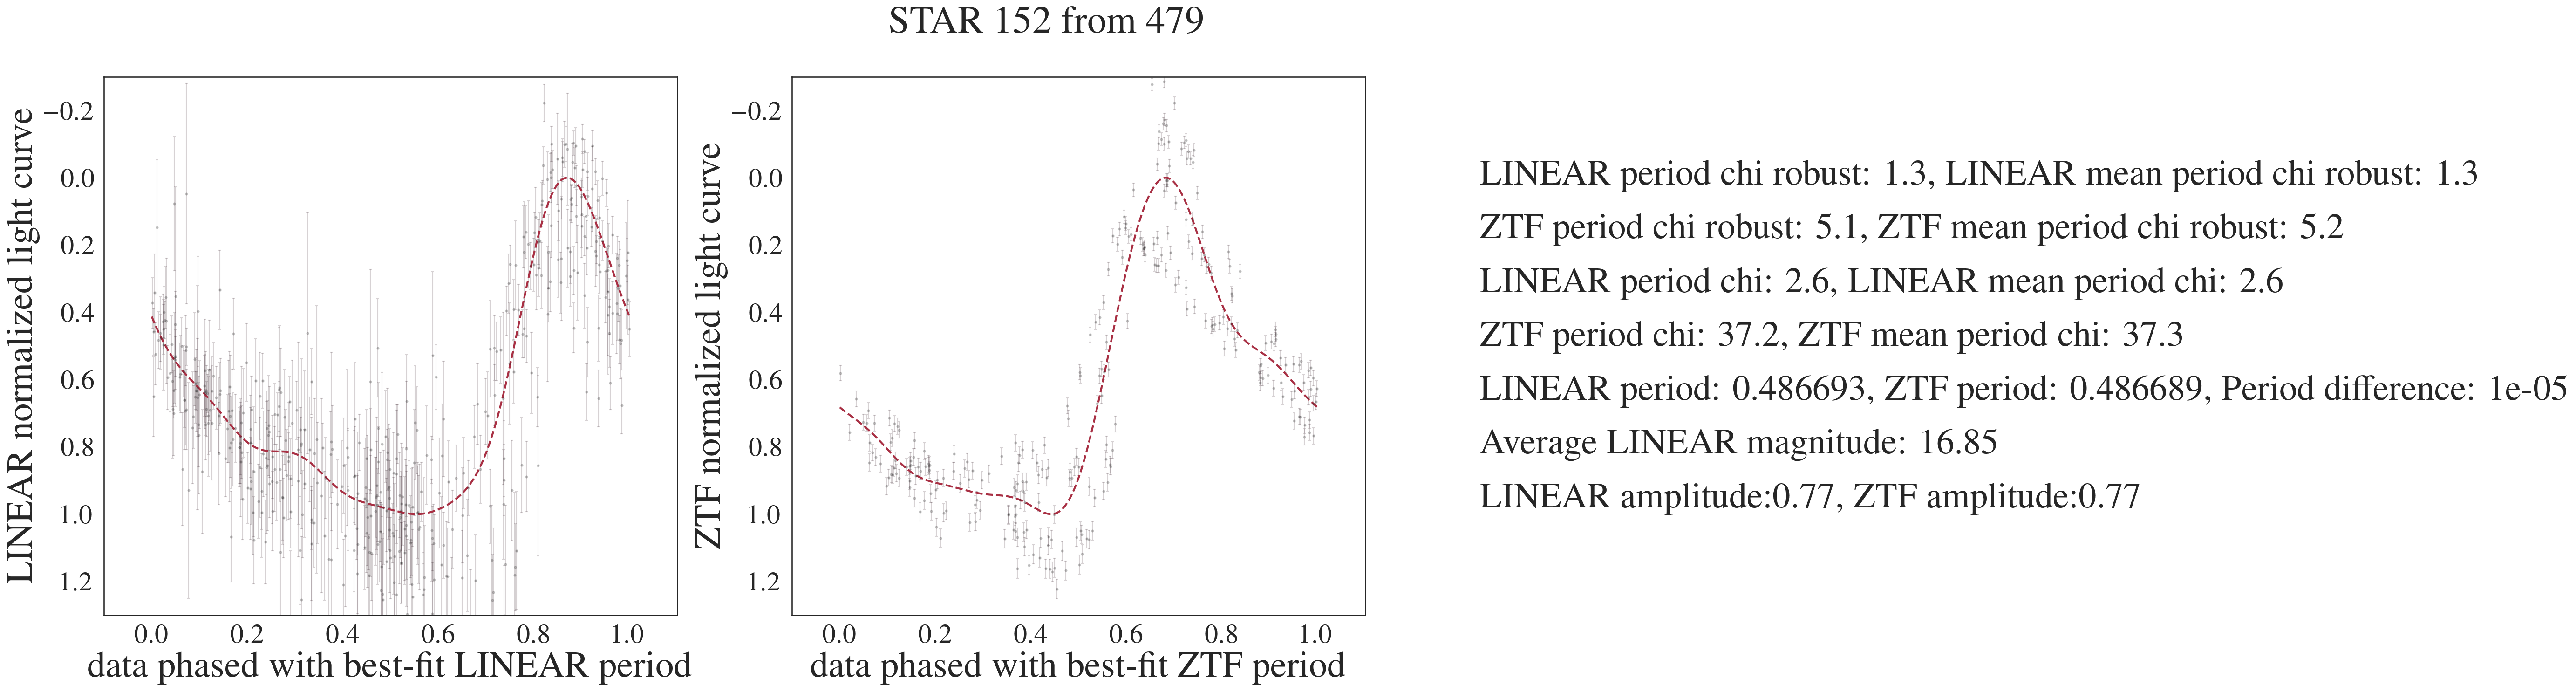 STAR 152 from 479
LINEAR normalized light curve
−0.2
0.0
0.2
0.4
0.6
0.8
1.0
1.2
0.0 0.2 0.4 0.6 0.8 1.0
data phased with best-fit LINEAR period
ZTF normalized light curve
−0.2
0.0
0.2
0.4
0.6
0.8
1.0
1.2
0.0 0.2 0.4 0.6 0.8 1.0
data phased with best-fit ZTF period
LINEAR period chi robust: 1.3, LINEAR mean period chi robust: 1.3
ZTF period chi robust: 5.1, ZTF mean period chi robust: 5.2
LINEAR period chi: 2.6, LINEAR mean period chi: 2.6
ZTF period chi: 37.2, ZTF mean period chi: 37.3
LINEAR period: 0.486693, ZTF period: 0.486689, Period difference: 1e-05
Average LINEAR magnitude: 16.85
LINEAR amplitude:0.77, ZTF amplitude:0.77